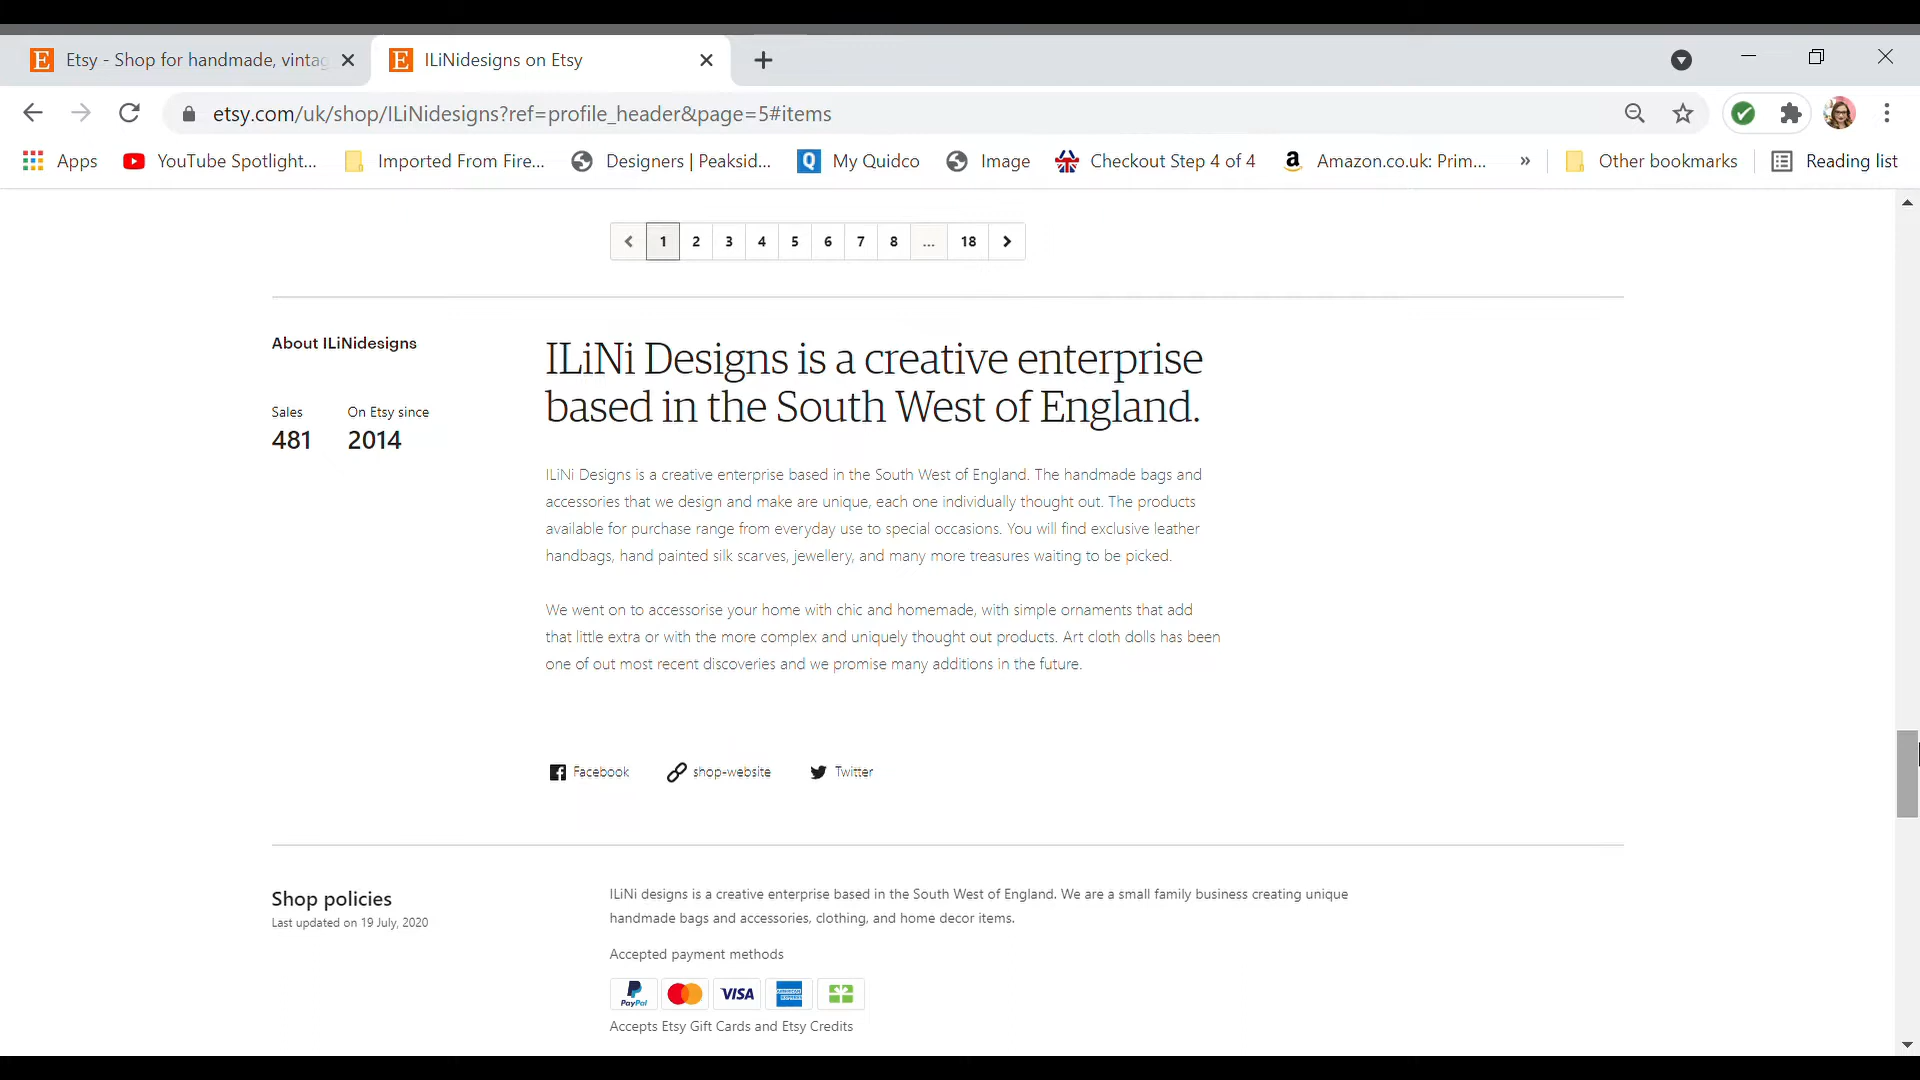 Etsy - Shop for handmade, vintag
ILiNidesigns on Etsy
etsy.com/uk/shop/ILiNidesigns?ref=profile_header&page=5#items
Apps
YouTube Spotlight...
Imported From Fire...
Designers | Peaksid...
My Quidco
Image
Checkout Step 4 of 4
Amazon.co.uk: Prim...
»
Other bookmarks
Reading list
1 2 3 4 5 6 7 8 ... 18
About ILiNidesigns
Sales
481
On Etsy since
2014
ILiNi Designs is a creative enterprise
based in the South West of England.
ILiNi Designs is a creative enterprise based in the South West of England. The handmade bags and
accessories that we design and make are unique, each one individually thought out. The products
available for purchase range from everyday use to special occasions. You will find exclusive leather
handbags, hand painted silk scarves, jewellery, and many more treasures waiting to be picked.
We went on to accessorise your home with chic and homemade, with simple ornaments that add
that little extra or with the more complex and uniquely thought out products. Art cloth dolls has been
one of out most recent discoveries and we promise many additions in the future.
Facebook
shop-website
Twitter
Shop policies
Last updated on 19 July, 2020
ILiNi designs is a creative enterprise based in the South West of England. We are a small family business creating unique
handmade bags and accessories, clothing, and home decor items.
Accepted payment methods
PayPal
VISA
AMERICAN EXPRESS
Accepts Etsy Gift Cards and Etsy Credits